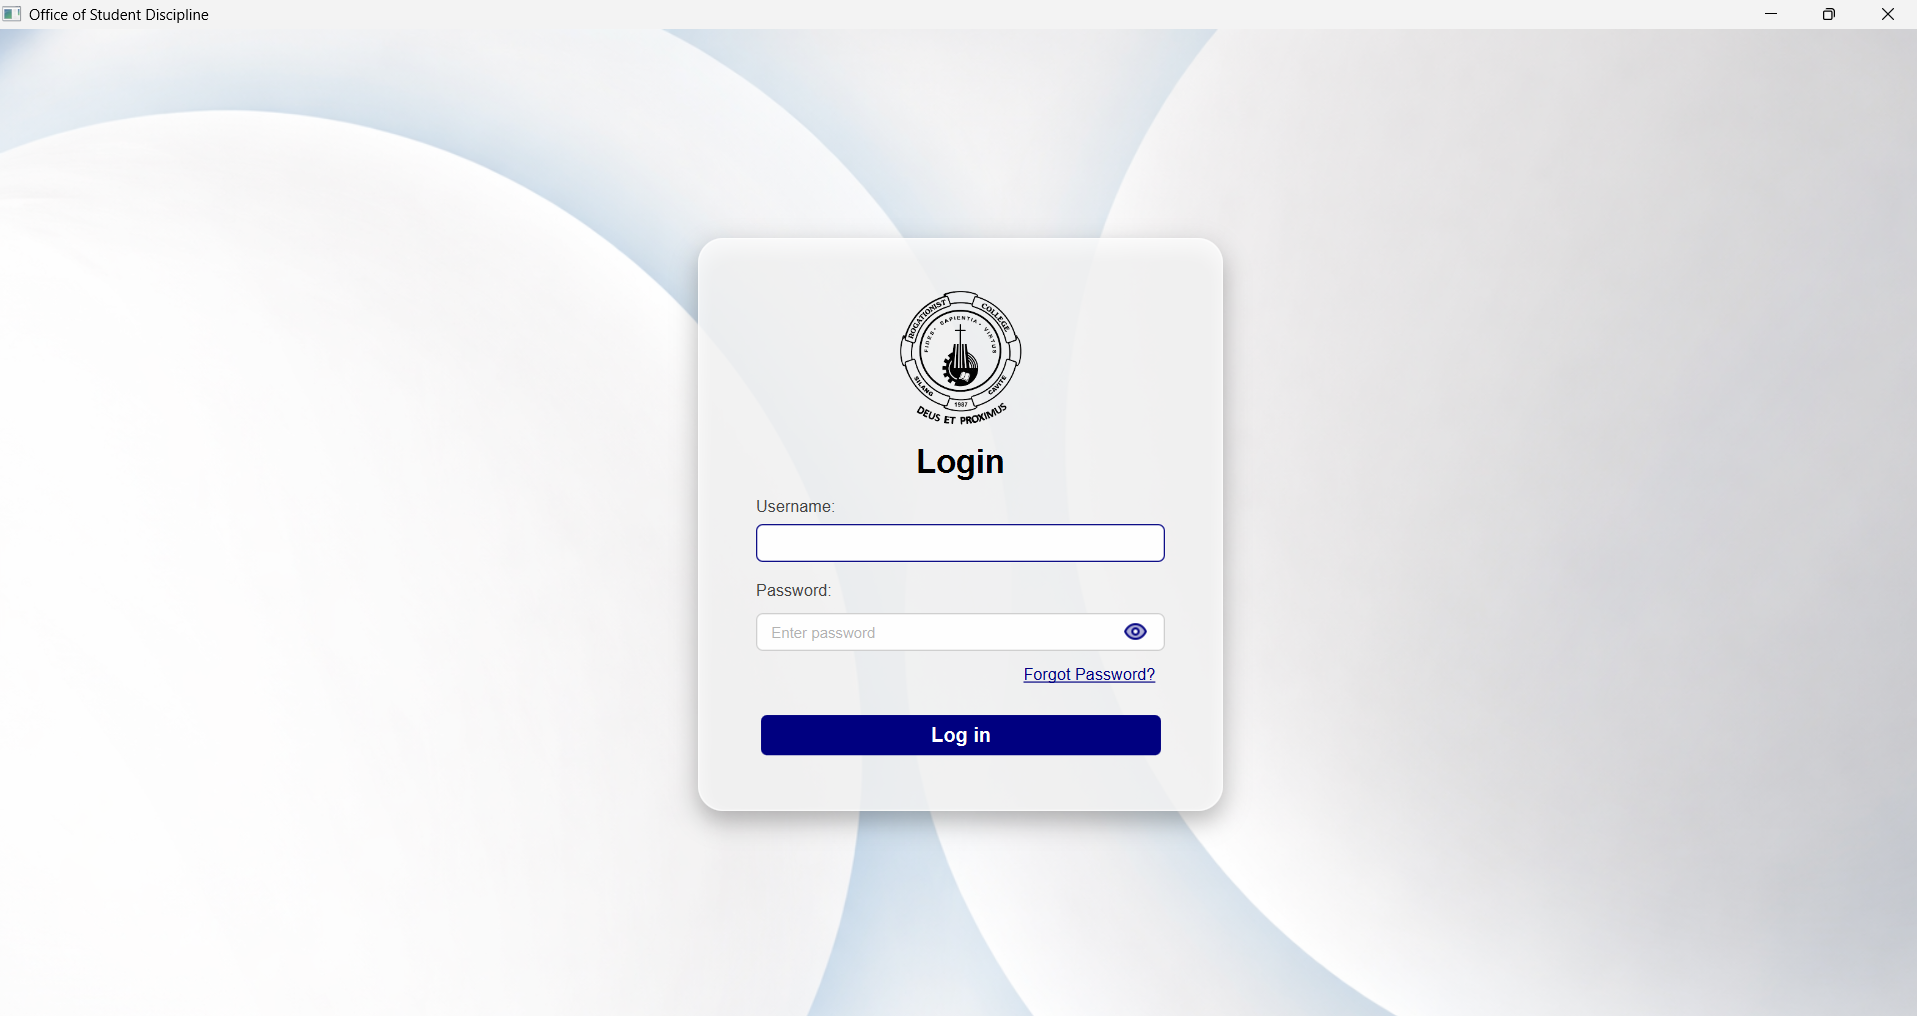 Office of Student Discipline
ROGATIONIST COLLEGE
FIDES • SAPIENTIA • VIRTUS
SILANG CAVITE
1987
DEUS ET PROXIMUS
Login
Username:
Password:
Enter password
Forgot Password?
Log in